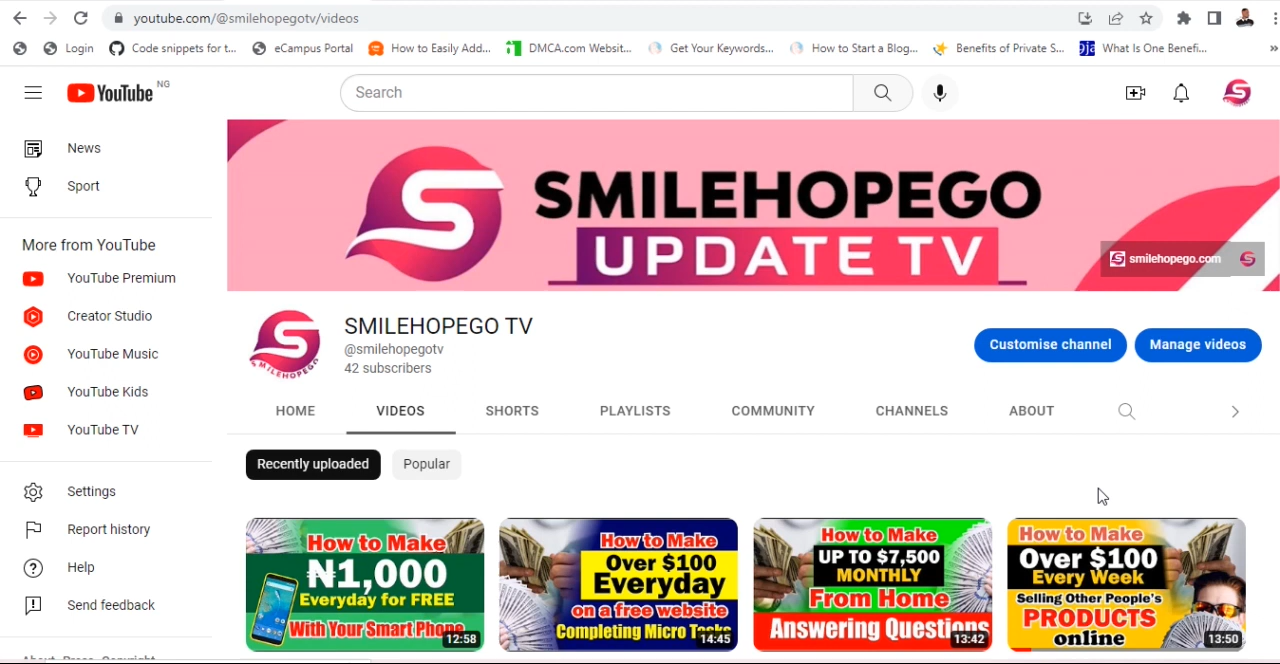 youtube.com/@smilehopegotv/videos
Login
Code snippets for t...
eCampus Portal
How to Easily Add...
DMCA.com Websit...
Get Your Keywords...
How to Start a Blog...
Benefits of Private S...
What Is One Benefi...
»
YouTube NG
Search
News
Sport
More from YouTube
YouTube Premium
Creator Studio
YouTube Music
YouTube Kids
YouTube TV
Settings
Report history
Help
Send feedback
SMILEHOPEGO
UPDATE TV
smilehopego.com
SMILEHOPEGO
SMILEHOPEGO TV
@smilehopegotv
42 subscribers
Customise channel
Manage videos
HOME
VIDEOS
SHORTS
PLAYLISTS
COMMUNITY
CHANNELS
ABOUT
Recently uploaded
Popular
How to Make
₦1,000
Everyday for FREE
With Your Smart Phone
12:58
How to Make
Over $100
Everyday
on a free website
Completing Micro Tasks
14:45
How to Make
UP TO $7,500
MONTHLY
From Home
Answering Questions
13:42
How to Make
Over $100
Every Week
Selling Other People's
PRODUCTS
online
13:50